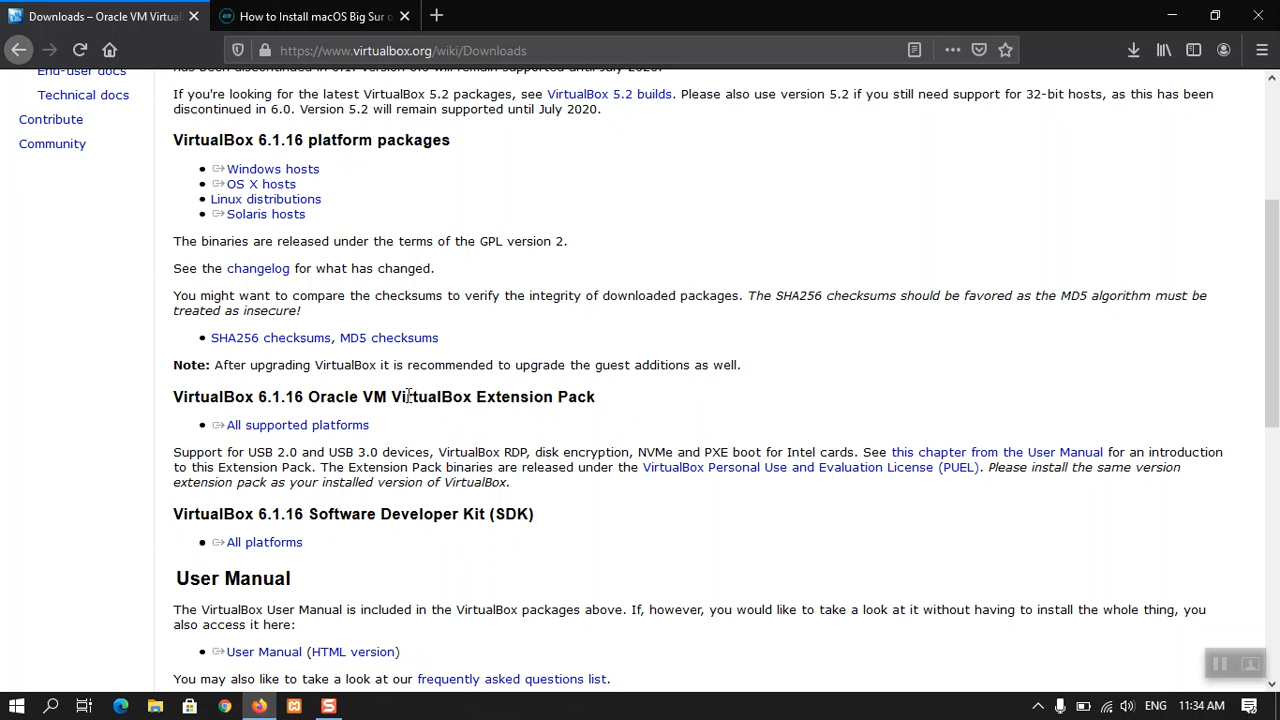 Downloads – Oracle VM Virtual
How to Install macOS Big Sur o
https://www.virtualbox.org/wiki/Downloads
End-user docs
Technical docs
Contribute
Community
If you're looking for the latest VirtualBox 5.2 packages, see VirtualBox 5.2 builds. Please also use version 5.2 if you still need support for 32-bit hosts, as this has been
discontinued in 6.0. Version 5.2 will remain supported until July 2020.
VirtualBox 6.1.16 platform packages
Windows hosts
OS X hosts
Linux distributions
Solaris hosts
The binaries are released under the terms of the GPL version 2.
See the changelog for what has changed.
You might want to compare the checksums to verify the integrity of downloaded packages. The SHA256 checksums should be favored as the MD5 algorithm must be
treated as insecure!
SHA256 checksums, MD5 checksums
Note: After upgrading VirtualBox it is recommended to upgrade the guest additions as well.
VirtualBox 6.1.16 Oracle VM VirtualBox Extension Pack
All supported platforms
Support for USB 2.0 and USB 3.0 devices, VirtualBox RDP, disk encryption, NVMe and PXE boot for Intel cards. See this chapter from the User Manual for an introduction
to this Extension Pack. The Extension Pack binaries are released under the VirtualBox Personal Use and Evaluation License (PUEL). Please install the same version
extension pack as your installed version of VirtualBox.
VirtualBox 6.1.16 Software Developer Kit (SDK)
All platforms
User Manual
The VirtualBox User Manual is included in the VirtualBox packages above. If, however, you would like to take a look at it without having to install the whole thing, you
also access it here:
User Manual (HTML version)
You may also like to take a look at our frequently asked questions list.
ENG 11:34 AM